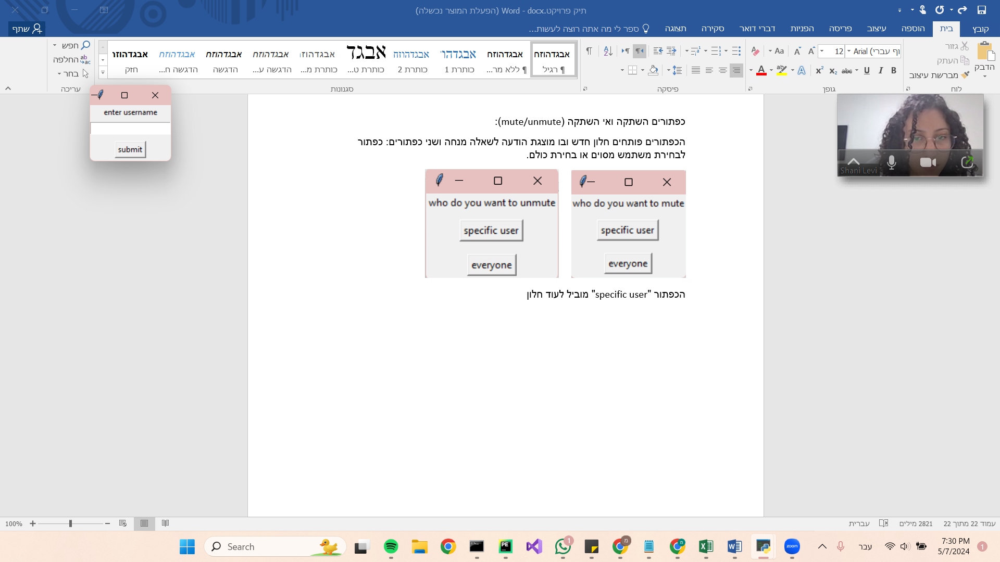 תיק פרויקט.docx - Word (הפעלת המוצר נכשלה)
קובץ
בית
הוספה
עיצוב
פריסה
הפניות
דברי דואר
סקירה
תצוגה
ספר לי מה אתה רוצה לעשות...
שתף
הדבק
גזור
העתק
מברשת עיצוב
לוח
12
גופן
פיסקה
אבגדהוזח
¶ רגיל
אבגדהוזח
¶ ללא מר...
אבגדהו
כותרת 1
אבגדהוזח
כותרת 2
אבגד
כותרת ט...
אבגדהוזו
כותרת מ...
אבגדהוזח
הדגשה ע...
אבגדהוזח
הדגשה
אבגדהוזח
הדגשה ח...
אבגדהוזח
חזק
סגנונות
חפש
החלפה
בחר
עריכה
enter username
submit
כפתורים השתקה ואי השתקה (mute/unmute):
הכפתורים פותחים חלון חדש ובו מוצגת הודעה לשאלה מנחה ושני כפתורים: כפתור
לבחירת משתמש מסוים או בחירת כולם.
who do you want to mute
specific user
everyone
who do you want to unmute
specific user
everyone
הכפתור "specific user" מוביל לעוד חלון
Shani Levi
עמוד 22 מתוך 22
2821 מילים
עברית
100%
Search
zoom
עבר
7:30 PM
5/7/2024
1